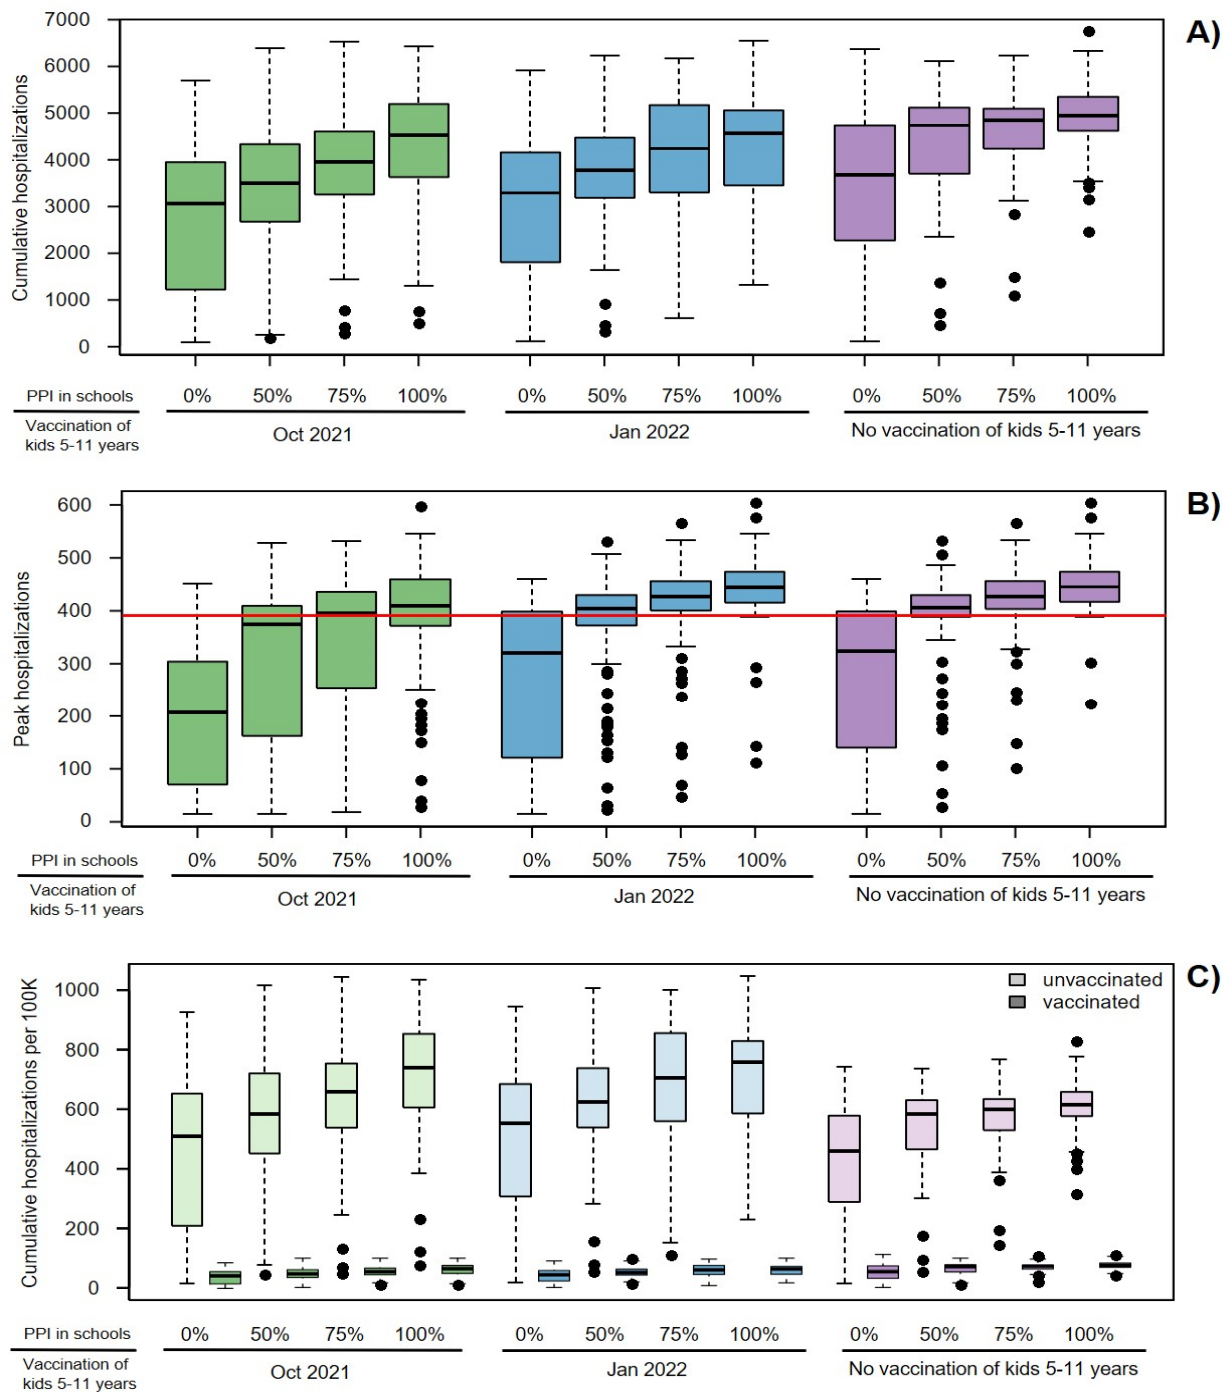 A)
Cumulative hospitalizations
7000
6000
5000
4000
3000
2000
1000
0
PPI in schools 0% 50% 75% 100% 0% 50% 75% 100% 0% 50% 75% 100%
Vaccination of
kids 5-11 years
Oct 2021 Jan 2022 No vaccination of kids 5-11 years
B)
Peak hospitalizations
600
500
400
300
200
100
0
PPI in schools 0% 50% 75% 100% 0% 50% 75% 100% 0% 50% 75% 100%
Vaccination of
kids 5-11 years
Oct 2021 Jan 2022 No vaccination of kids 5-11 years
C)
unvaccinated
vaccinated
Cumulative hospitalizations per 100K
1000
800
600
400
200
0
PPI in schools 0% 50% 75% 100% 0% 50% 75% 100% 0% 50% 75% 100%
Vaccination of
kids 5-11 years
Oct 2021 Jan 2022 No vaccination of kids 5-11 years